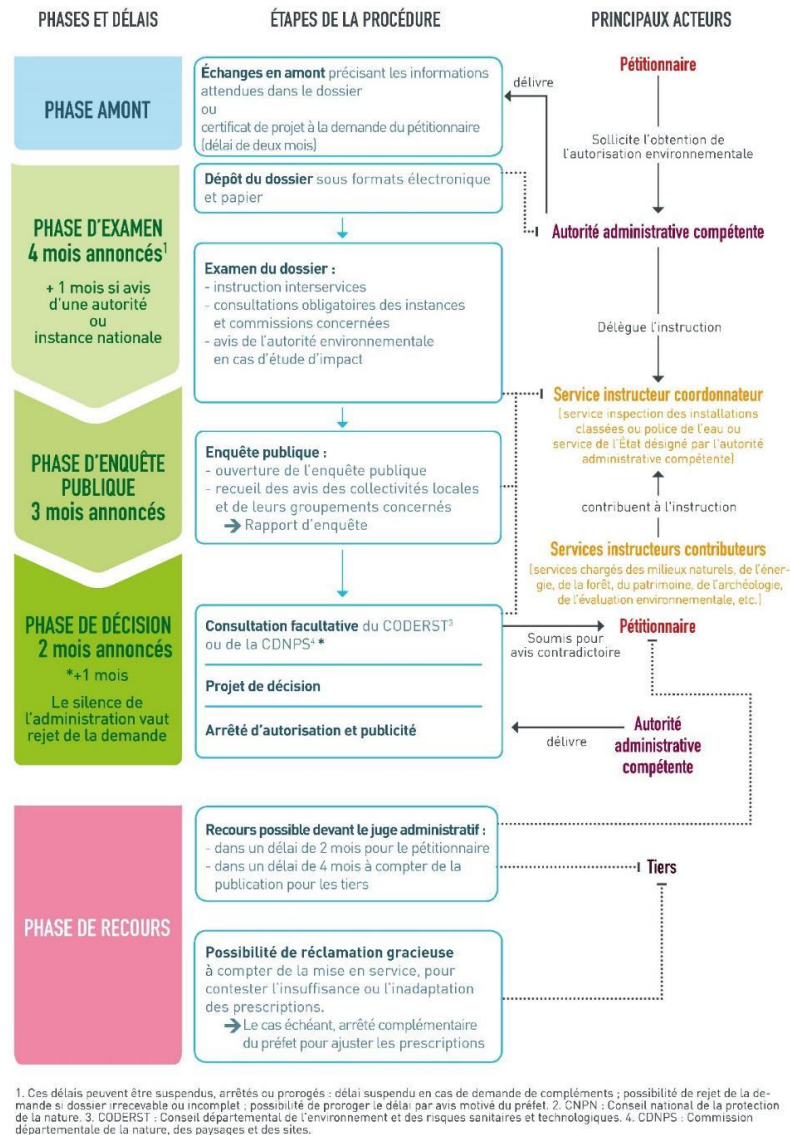 PHASES ET DÉLAIS
ÉTAPES DE LA PROCÉDURE
PRINCIPAUX ACTEURS
PHASE AMONT
Échanges en amont précisant les informations
attendues dans le dossier
ou
certificat de projet à la demande du pétitionnaire
(délai de deux mois)
délivre
Pétitionnaire
Sollicite l'obtention de
l'autorisation environnementale
PHASE D'EXAMEN
4 mois annoncés¹
+ 1 mois si avis
d'une autorité
ou
instance nationale
Dépôt du dossier sous formats électronique
et papier
Autorité administrative compétente
Examen du dossier :
- instruction interservices
- consultations obligatoires des instances
et commissions concernées
- avis de l'autorité environnementale
en cas d'étude d'impact
Délègue l'instruction
Service instructeur coordonnateur
(service inspection des installations
classées ou police de l'eau ou
service de l'État désigné par l'autorité
administrative compétente)
PHASE D'ENQUÊTE
PUBLIQUE
3 mois annoncés
Enquête publique :
- ouverture de l'enquête publique
- recueil des avis des collectivités locales
et de leurs groupements concernés
→ Rapport d'enquête
contribuent à l'instruction
Services instructeurs contributeurs
(services chargés des milieux naturels, de l'éner-
gie, de la forêt, du patrimoine, de l'archéologie,
de l'évaluation environnementale, etc.)
PHASE DE DÉCISION
2 mois annoncés
*+1 mois
Le silence de
l'administration vaut
rejet de la demande
Consultation facultative du CODERST³
ou de la CDNPS⁴ *
Projet de décision
Arrêté d'autorisation et publicité
Soumis pour
avis contradictoire
Pétitionnaire
délivre
Autorité
administrative
compétente
PHASE DE RECOURS
Recours possible devant le juge administratif :
- dans un délai de 2 mois pour le pétitionnaire
- dans un délai de 4 mois à compter de la
publication pour les tiers
Tiers
Possibilité de réclamation gracieuse
à compter de la mise en service, pour
contester l'insuffisance ou l'inadaptation
des prescriptions.
→ Le cas échéant, arrêté complémentaire
du préfet pour ajuster les prescriptions
1. Ces délais peuvent être suspendus, arrêtés ou prorogés : délai suspendu en cas de demande de compléments ; possibilité de rejet de la de-
mande si dossier irrecevable ou incomplet ; possibilité de proroger le délai par avis motivé du préfet. 2. CNPN : Conseil national de la protection
de la nature. 3. CODERST : Conseil départemental de l'environnement et des risques sanitaires et technologiques. 4. CDNPS : Commission
départementale de la nature, des paysages et des sites.